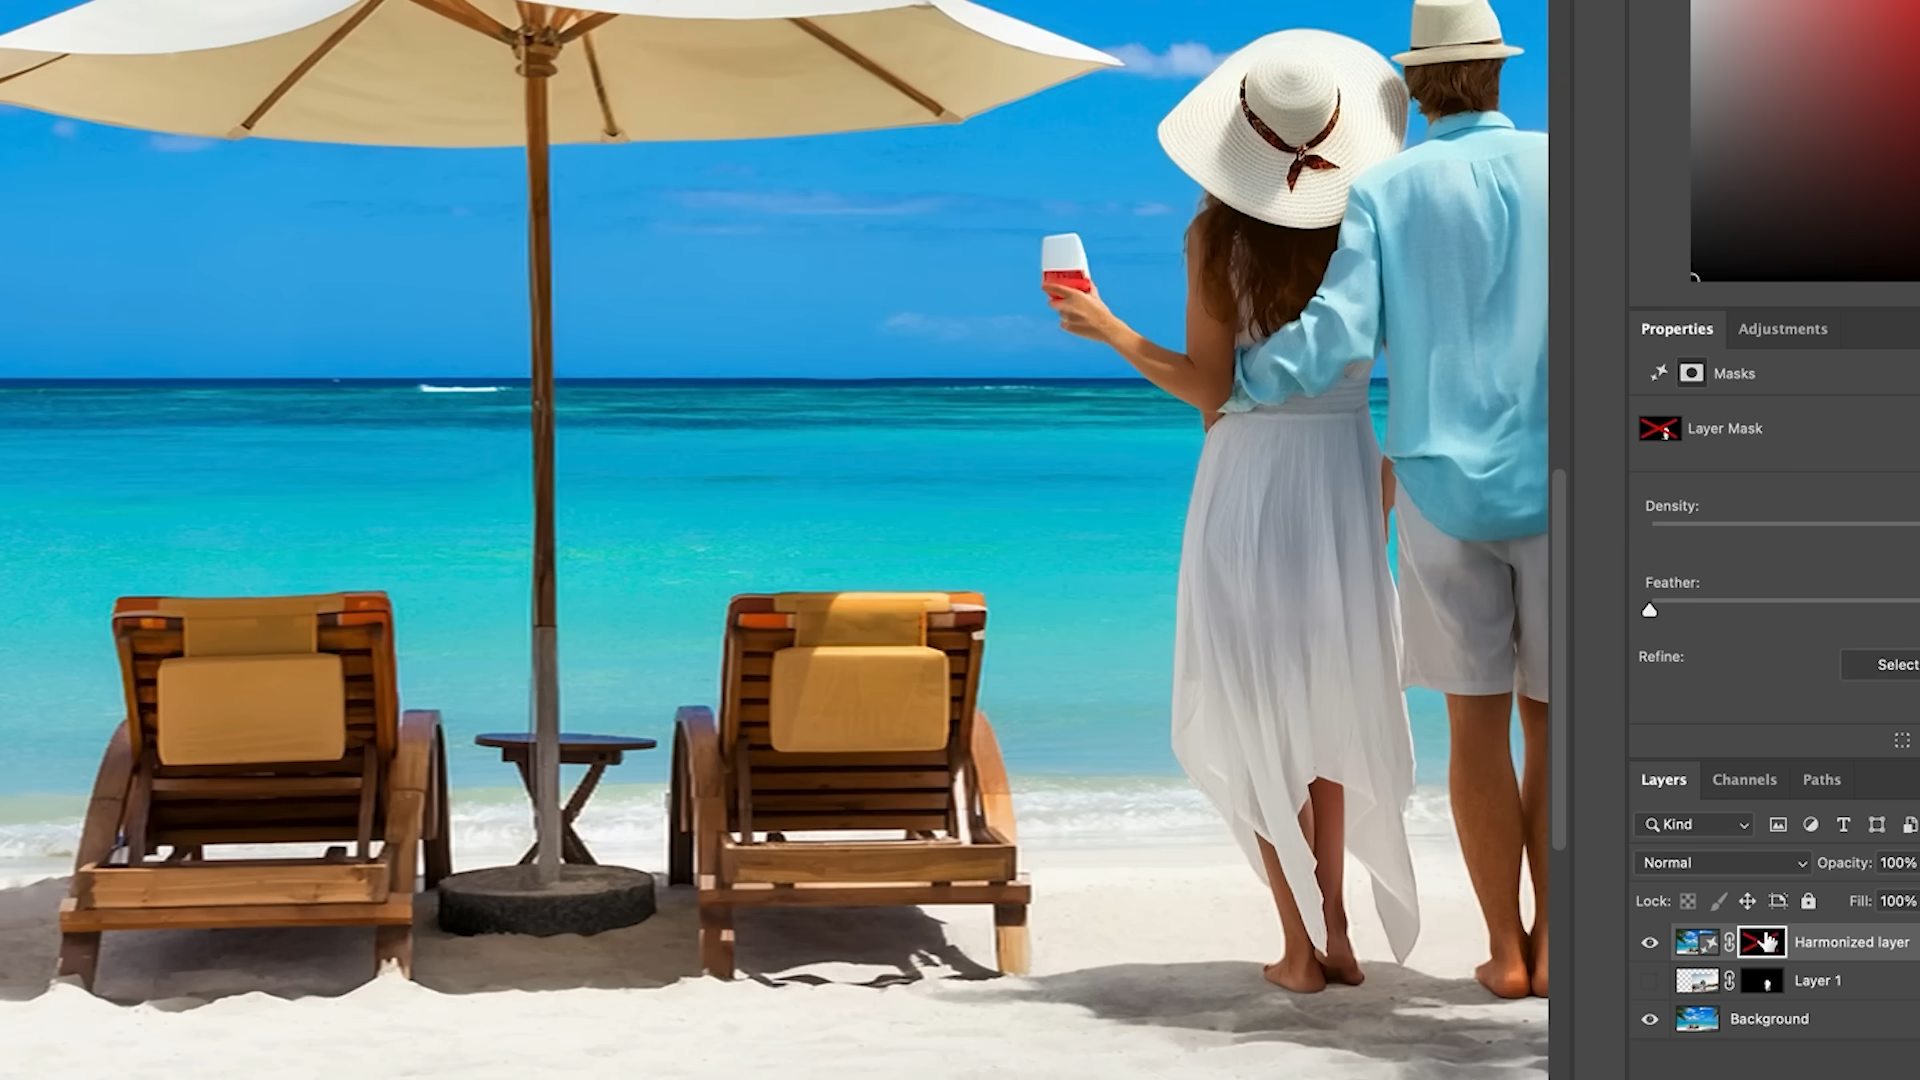 Properties
Adjustments
Masks
Layer Mask
Density:
Feather:
Refine:
Select
Layers
Channels
Paths
Kind
Normal
Opacity: 100%
Lock:
Fill: 100%
Harmonized layer
Layer 1
Background